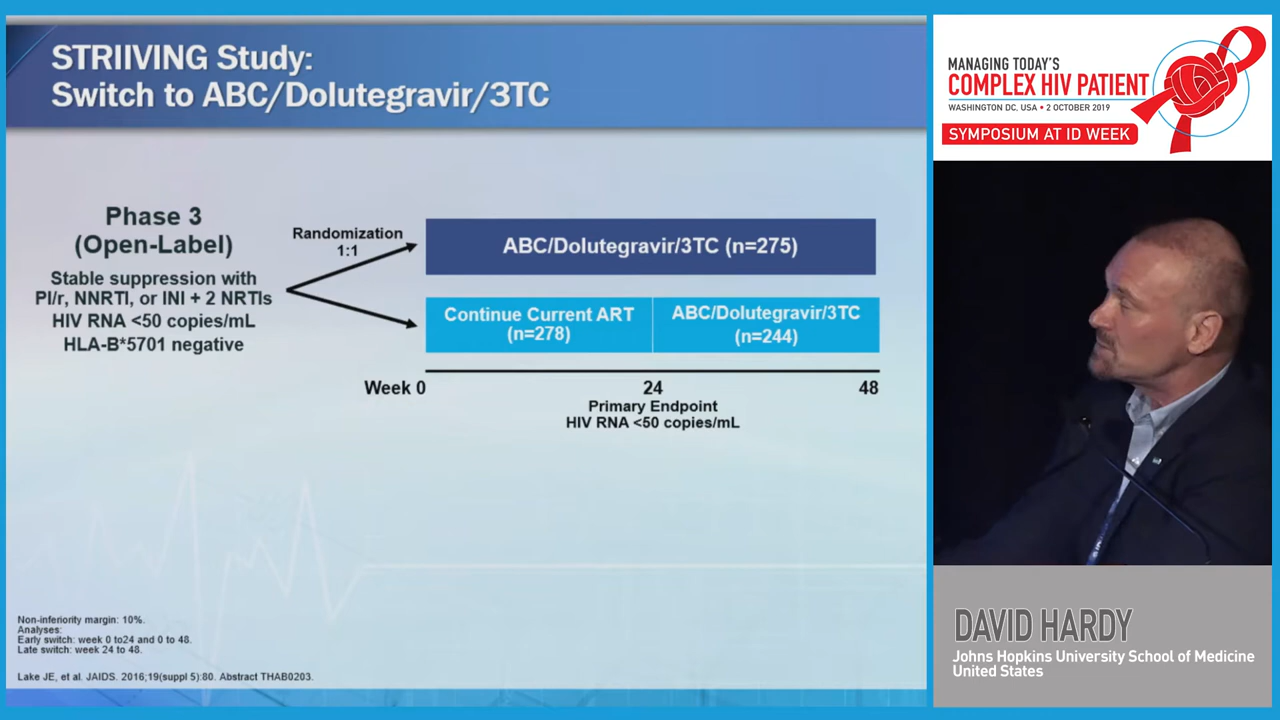 STRIIVING Study:
Switch to ABC/Dolutegravir/3TC
Phase 3
(Open-Label)
Stable suppression with
PI/r, NNRTI, or INI + 2 NRTIs
HIV RNA <50 copies/mL
HLA-B*5701 negative
Randomization
1:1
ABC/Dolutegravir/3TC (n=275)
Continue Current ART
(n=278)
ABC/Dolutegravir/3TC
(n=244)
Week 0
24
48
Primary Endpoint
HIV RNA <50 copies/mL
Non-inferiority margin: 10%.
Analyses:
Early switch: week 0 to24 and 0 to 48.
Late switch: week 24 to 48.
Lake JE, et al. JAIDS. 2016;19(suppl 5):80. Abstract THAB0203.
MANAGING TODAY'S
COMPLEX HIV PATIENT
WASHINGTON DC, USA • 2 OCTOBER 2019
SYMPOSIUM AT ID WEEK
DAVID HARDY
Johns Hopkins University School of Medicine
United States